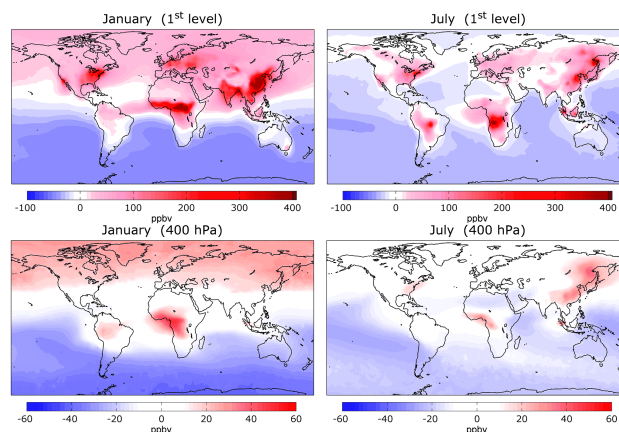 January (1st level)
July (1st level)
-100 0 100 200 300 400
ppbv
-100 0 100 200 300 400
ppbv
January (400 hPa)
July (400 hPa)
-60 -40 -20 0 20 40 60
ppbv
-60 -40 -20 0 20 40 60
ppbv